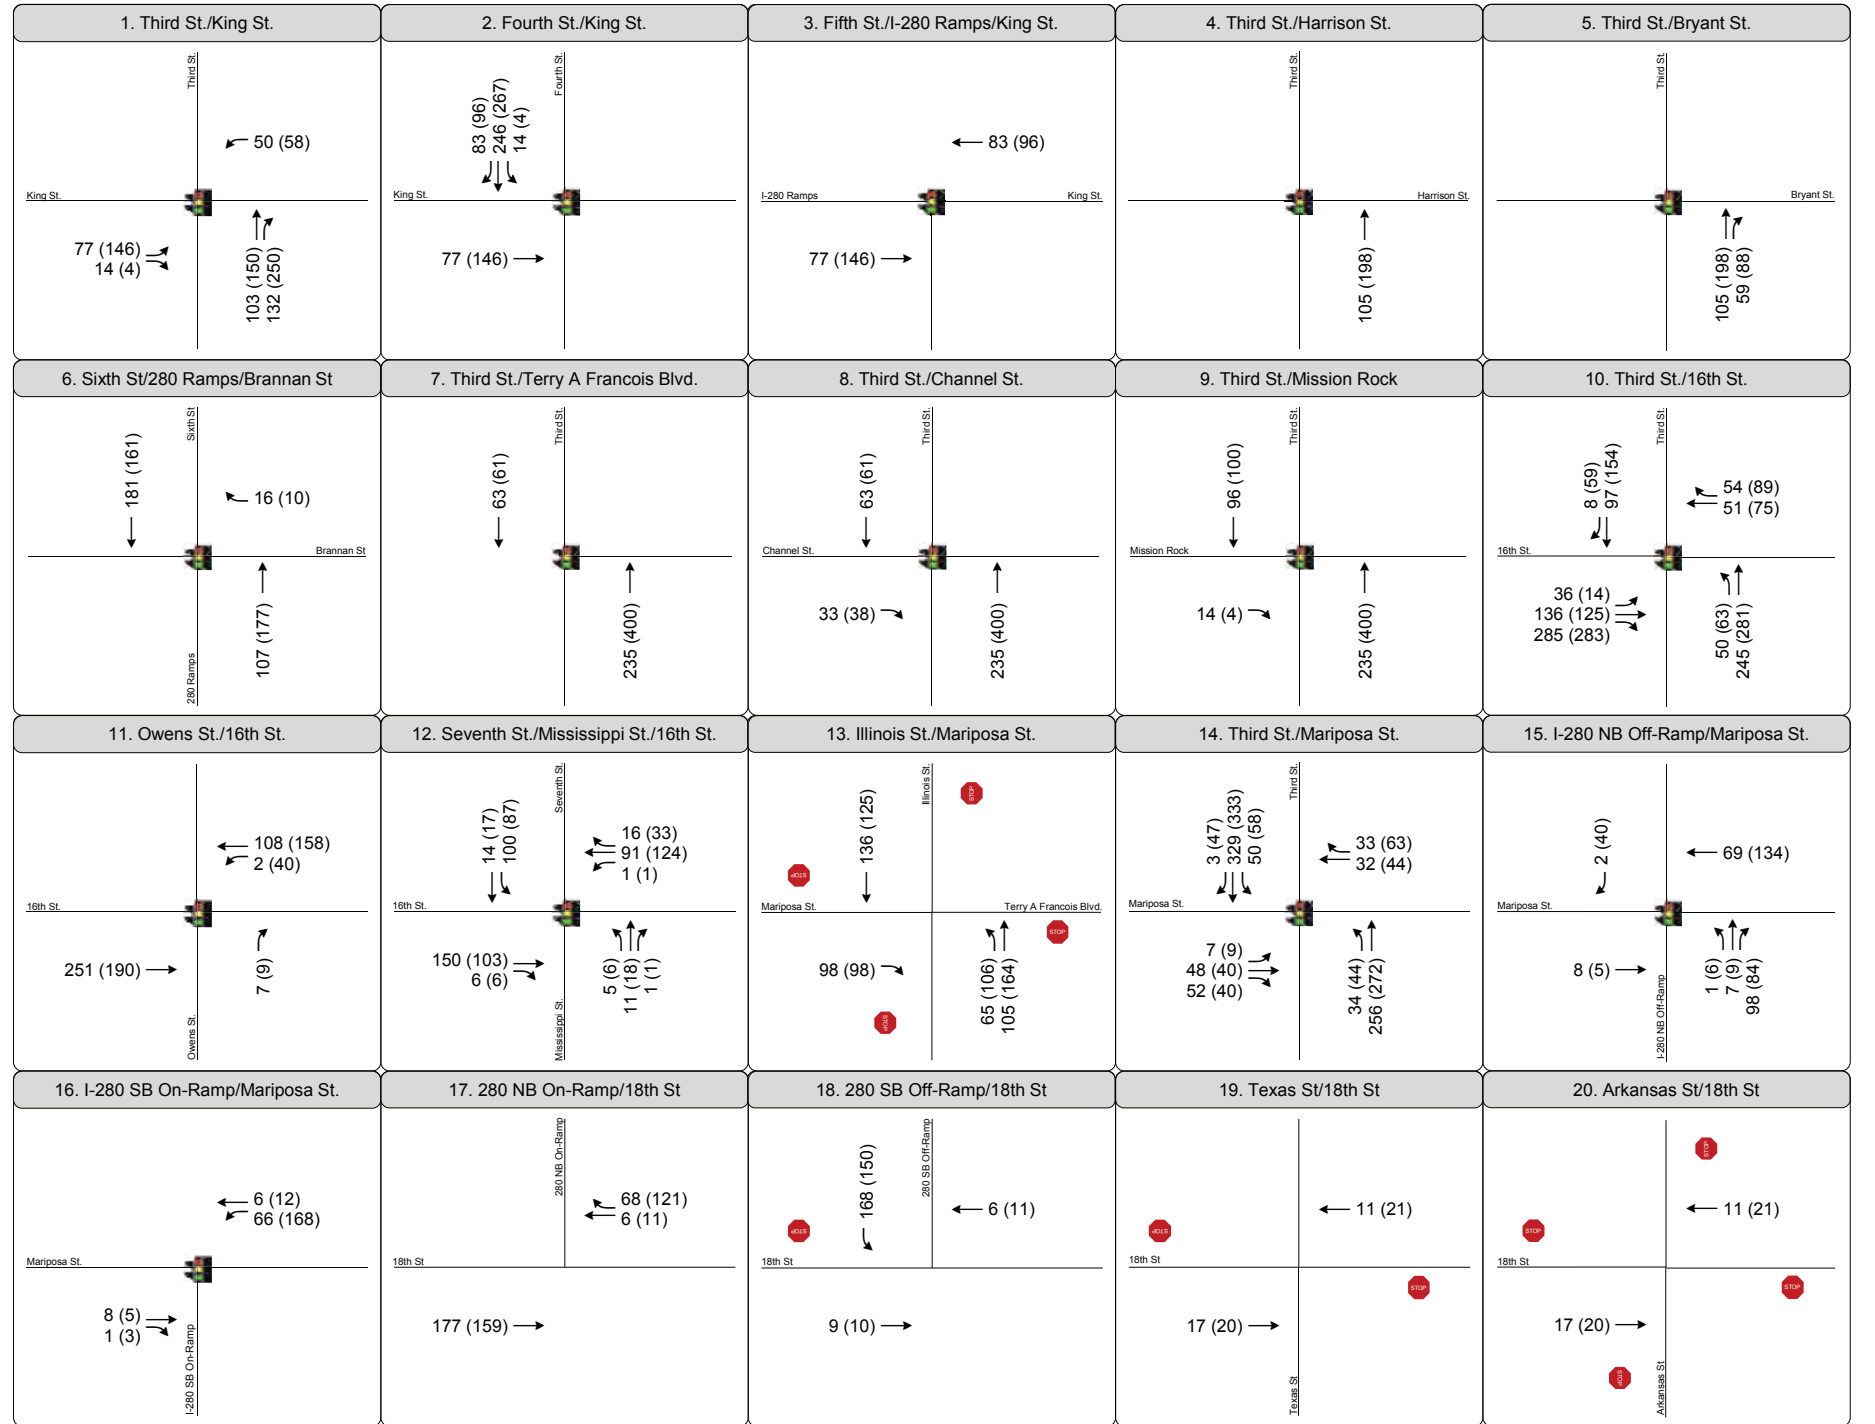 1. Third St./King St.
Third St.
50 (58)
King St.
77 (146)
14 (4)
103 (150)
132 (250)
2. Fourth St./King St.
Fourth St.
83 (96)
246 (267)
14 (4)
King St.
77 (146)
3. Fifth St./I-280 Ramps/King St.
83 (96)
I-280 Ramps
King St.
77 (146)
4. Third St./Harrison St.
Third St.
Harrison St.
105 (198)
5. Third St./Bryant St.
Third St.
Bryant St.
105 (198)
59 (88)
6. Sixth St/280 Ramps/Brannan St
Sixth St
181 (161)
16 (10)
Brannan St
280 Ramps
107 (177)
7. Third St./Terry A Francois Blvd.
Third St.
63 (61)
235 (400)
8. Third St./Channel St.
Third St.
63 (61)
Channel St.
33 (38)
235 (400)
9. Third St./Mission Rock
Third St.
96 (100)
Mission Rock
14 (4)
235 (400)
10. Third St./16th St.
Third St.
8 (59)
97 (154)
54 (89)
51 (75)
16th St.
36 (14)
136 (125)
285 (283)
50 (63)
245 (281)
11. Owens St./16th St.
108 (158)
2 (40)
16th St.
251 (190)
Owens St.
7 (9)
12. Seventh St./Mississippi St./16th St.
Seventh St.
14 (17)
100 (87)
16 (33)
91 (124)
1 (1)
16th St.
150 (103)
6 (6)
Mississippi St.
5 (6)
11 (18)
1 (1)
13. Illinois St./Mariposa St.
Illinois St.
STOP
136 (125)
STOP
Mariposa St.
Terry A Francois Blvd.
STOP
98 (98)
STOP
65 (106)
105 (164)
14. Third St./Mariposa St.
Third St.
3 (47)
329 (333)
50 (58)
33 (63)
32 (44)
Mariposa St.
7 (9)
48 (40)
52 (40)
34 (44)
256 (272)
15. I-280 NB Off-Ramp/Mariposa St.
2 (40)
69 (134)
Mariposa St.
8 (5)
I-280 NB Off-Ramp
1 (6)
7 (9)
98 (84)
16. I-280 SB On-Ramp/Mariposa St.
6 (12)
66 (168)
Mariposa St.
8 (5)
1 (3)
I-280 SB On-Ramp
17. 280 NB On-Ramp/18th St
280 NB On-Ramp
68 (121)
6 (11)
18th St
177 (159)
18. 280 SB Off-Ramp/18th St
280 SB Off-Ramp
168 (150)
6 (11)
STOP
18th St
9 (10)
19. Texas St/18th St
11 (21)
STOP
18th St
STOP
17 (20)
Texas St
20. Arkansas St/18th St
STOP
11 (21)
STOP
18th St
STOP
17 (20)
STOP
Arkansas St